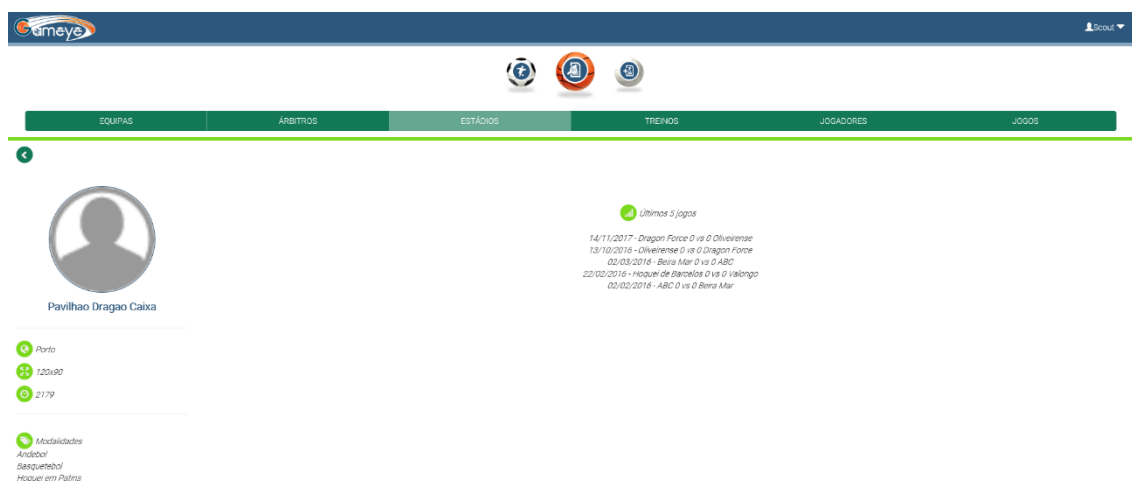 Gameye
Scout
EQUIPAS ÁRBITROS ESTÁDIOS TREINOS JOGADORES JOGOS
Pavilhao Dragao Caixa
Porto
120x90
2179
Modalidades
Andebol
Basquetebol
Hoquei em Patins
Últimos 5 jogos
14/11/2017 - Dragon Force 0 vs 0 Oliveirense
13/10/2016 - Oliveirense 0 vs 0 Dragon Force
02/03/2016 - Beira Mar 0 vs 0 ABC
22/02/2016 - Hoquei de Barcelos 0 vs 0 Valongo
02/02/2016 - ABC 0 vs 0 Beira Mar